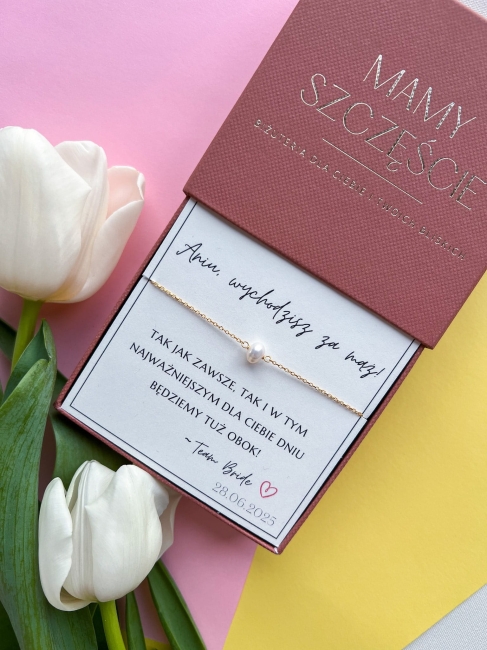 MAMY
SZCZĘŚCIE
BIŻUTERIA DLA CIEBIE I TWOICH BLISKICH
Aniu, wychodzisz za mąż!
TAK JAK ZAWSZE, TAK I W TYM
NAJWAŻNIEJSZYM DLA CIEBIE DNIU
BĘDZIEMY TUŻ OBOK!
~Team Bride
28.06.2025